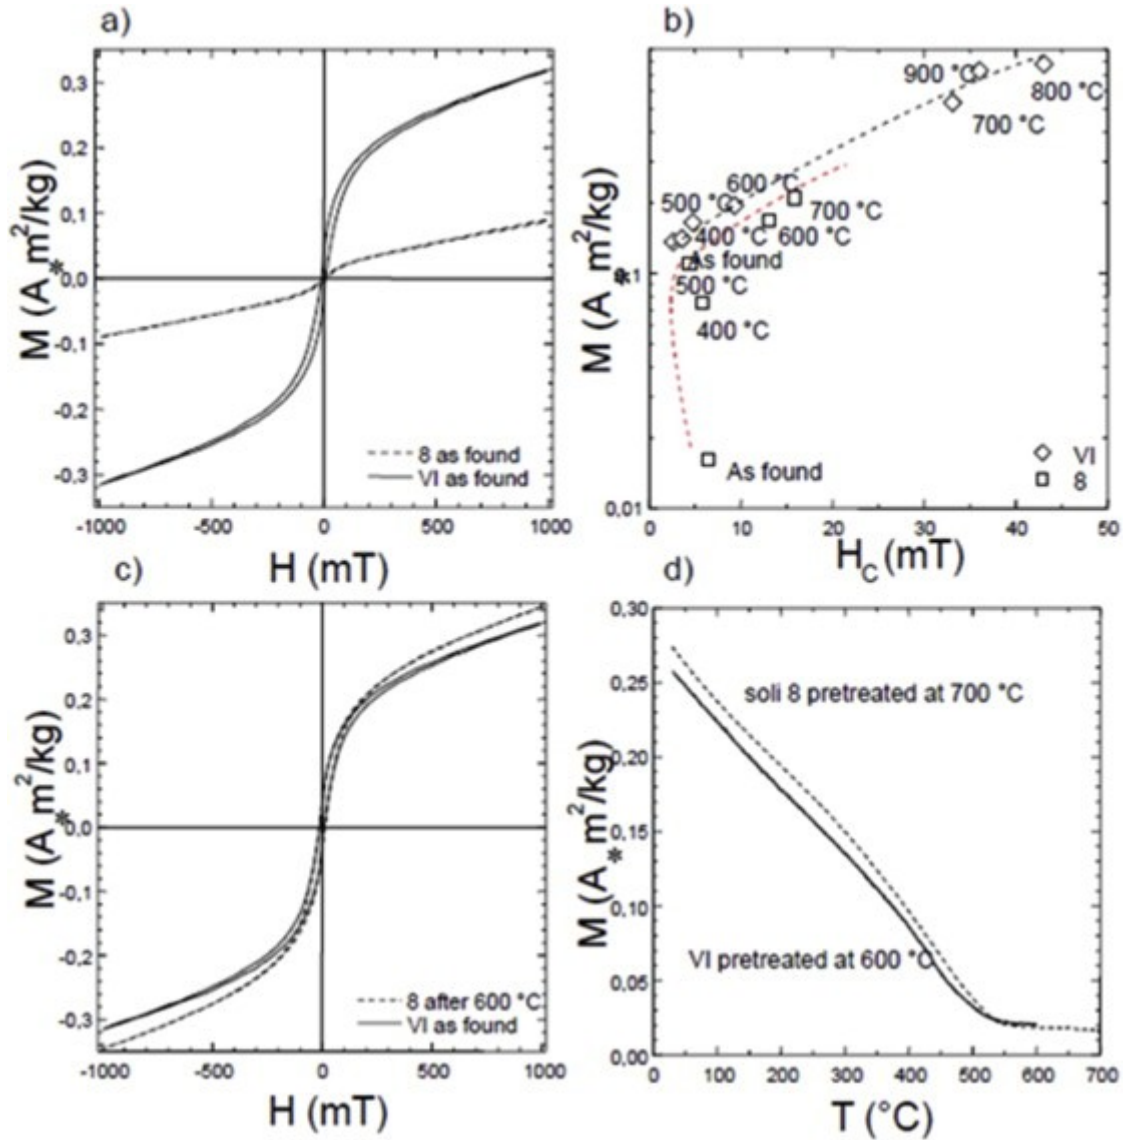 a)
0.3
0.2
0.1
0.0
-0.1
-0.2
-0.3
M (A*m²/kg)
8 as found
VI as found
-1000
-500
0
500
1000
H (mT)
b)
900 °C
800 °C
700 °C
600 °C
500 °C
700 °C
400 °C
600 °C
As found
500 °C
400 °C
As found
VI
8
0,1
0,01
M (A*m²/kg)
0
10
20
30
40
50
Hc (mT)
c)
0.3
0.2
0.1
0.0
-0.1
-0.2
-0.3
M (A*m²/kg)
8 after 600 °C
VI as found
-1000
-500
0
500
1000
H (mT)
d)
0,30
0,25
0,20
0,15
0,10
0,05
0,00
M (A*m²/kg)
soli 8 pretreated at 700 °C
VI pretreated at 600 °C
0
100
200
300
400
500
600
700
T (°C)